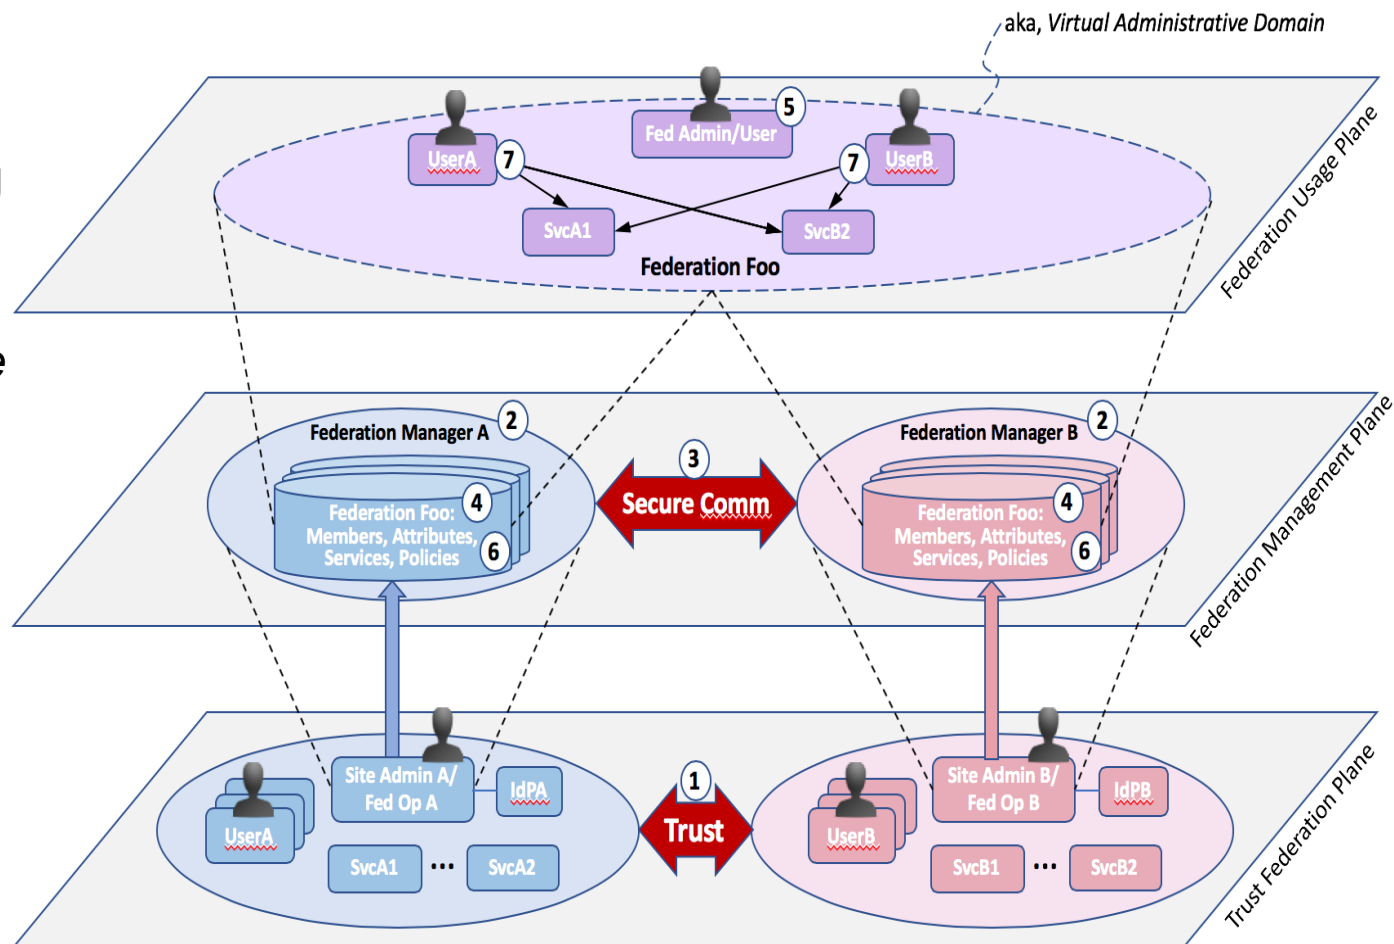 aka, Virtual Administrative Domain
5
Fed Admin/User
UserA
7
7
UserB
SvcA1
SvcB2
Federation Foo
Federation Usage Plane
e
2
Federation Manager A
2
Federation Manager B
3
Secure Comm
4
Federation Foo:
Members, Attributes,
Services, Policies
6
4
Federation Foo:
Members, Attributes,
Services, Policies
6
Federation Management Plane
Site Admin A/
Fed Op A
IdPA
UserA
SvcA1
...
SvcA2
1
Trust
Site Admin B/
Fed Op B
IdPB
UserB
SvcB1
...
SvcB2
Trust Federation Plane